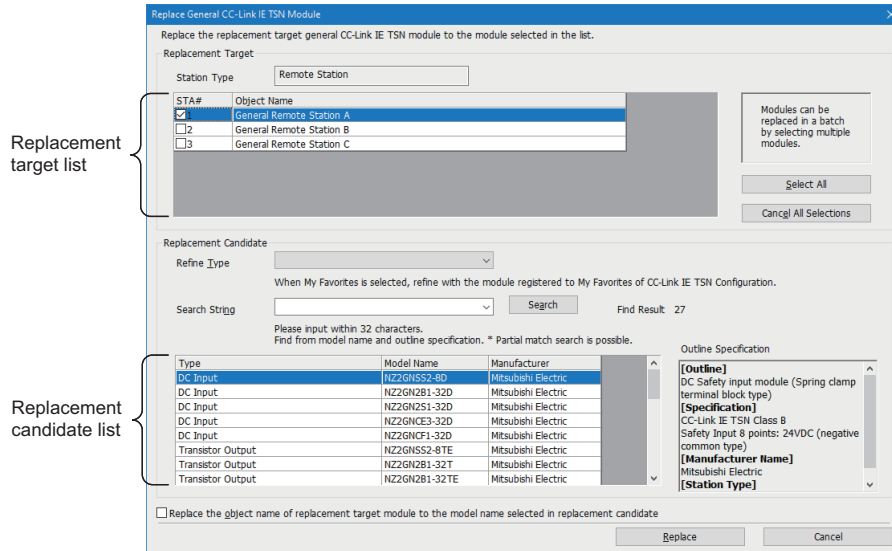 Replace General CC-Link IE TSN Module
Replace the replacement target general CC-Link IE TSN module to the module selected in the list.
Replacement Target
Station Type
Remote Station
STA#
Object Name
1
General Remote Station A
2
General Remote Station B
3
General Remote Station C
Replacement
target list
Modules can be
replaced in a batch
by selecting multiple
modules.
Select All
Cancel All Selections
Replacement Candidate
Refine Type
When My Favorites is selected, refine with the module registered to My Favorites of CC-Link IE TSN Configuration.
Search String
Search
Find Result 27
Please input within 32 characters.
Find from model name and outline specification. * Partial match search is possible.
Replacement
candidate list
Type Model Name Manufacturer
DC Input NZ2GNSS2-8D Mitsubishi Electric
DC Input NZ2GN2B1-32D Mitsubishi Electric
DC Input NZ2GN2S1-32D Mitsubishi Electric
DC Input NZ2GNCE3-32D Mitsubishi Electric
DC Input NZ2GNCF1-32D Mitsubishi Electric
Transistor Output NZ2GNSS2-8TE Mitsubishi Electric
Transistor Output NZ2GN2B1-32T Mitsubishi Electric
Transistor Output NZ2GN2B1-32TE Mitsubishi Electric
Outline Specification
[Outline]
DC Safety input module (Spring clamp
terminal block type)
[Specification]
CC-Link IE TSN Class B
Safety Input 8 points: 24VDC (negative
common type)
[Manufacturer Name]
Mitsubishi Electric
[Station Type]
Replace the object name of replacement target module to the model name selected in replacement candidate
Replace
Cancel